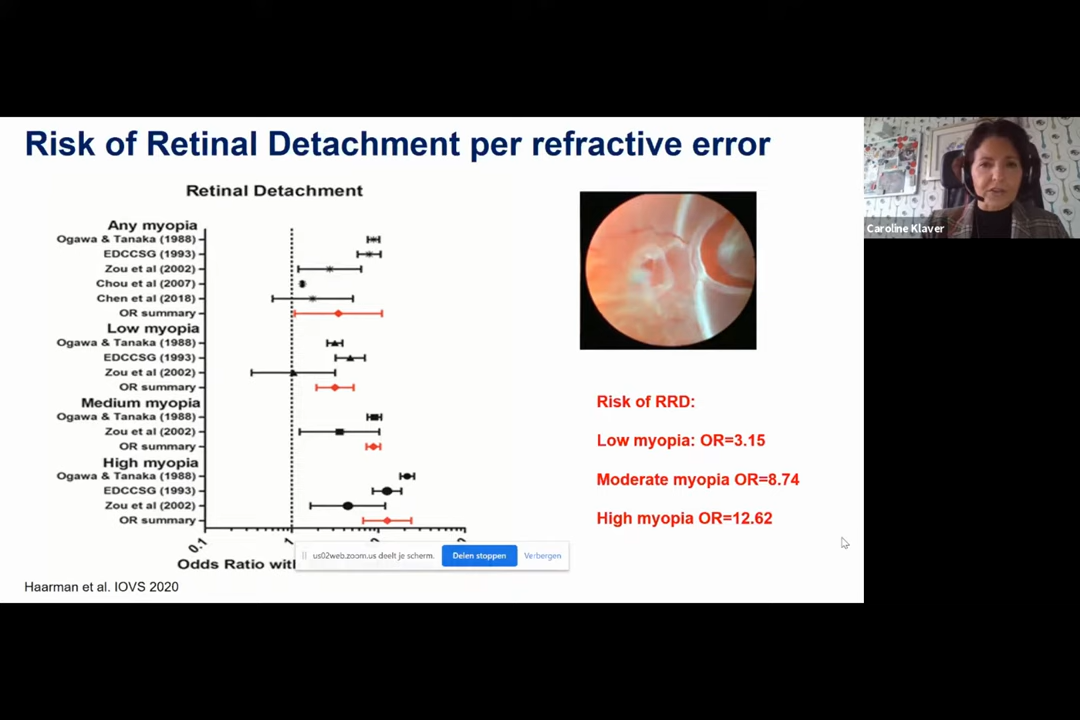 Risk of Retinal Detachment per refractive error
Caroline Klaver
Retinal Detachment
Any myopia
Ogawa & Tanaka (1988)
EDCCSG (1993)
Zou et al (2002)
Chou et al (2007)
Chen et al (2018)
OR summary
Low myopia
Ogawa & Tanaka (1988)
EDCCSG (1993)
Zou et al (2002)
OR summary
Medium myopia
Ogawa & Tanaka (1988)
Zou et al (2002)
OR summary
High myopia
Ogawa & Tanaka (1988)
EDCCSG (1993)
Zou et al (2002)
OR summary
0.1
1
Odds Ratio with
us02web.zoom.us deelt je scherm.
Delen stoppen
Verbergen
Risk of RRD:
Low myopia: OR=3.15
Moderate myopia OR=8.74
High myopia OR=12.62
Haarman et al. IOVS 2020